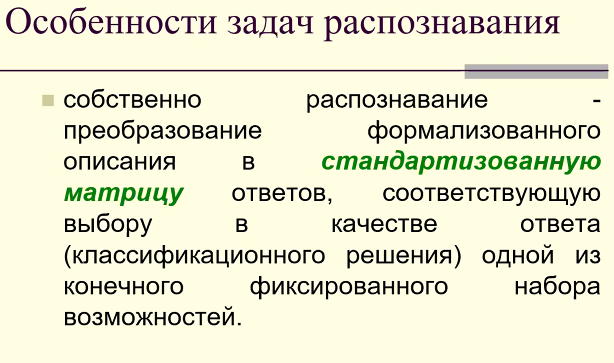 Особенности задач распознавания
собственно распознавание -
преобразование формализованного
описания в стандартизованную
матрицу ответов, соответствующую
выбору в качестве ответа
(классификационного решения) одной из
конечного фиксированного набора
возможностей.